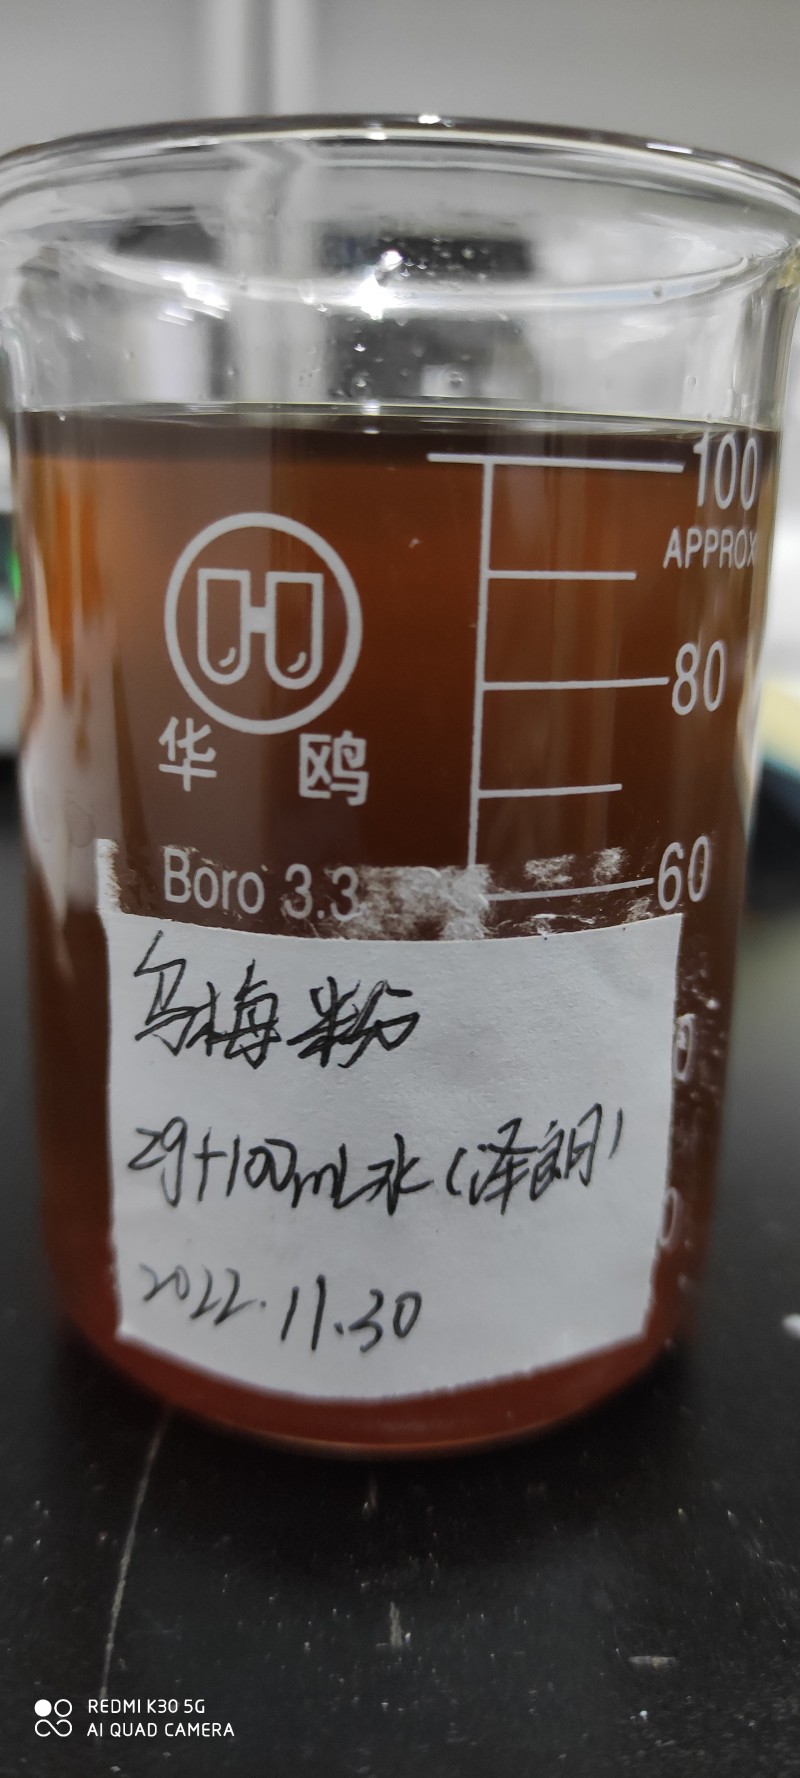 100
APPROX
80
华 鸥
Boro 3.3
60
乌梅粉
2g+100mL水(泽朗)
2022.11.30
REDMI K30 5G
AI QUAD CAMERA